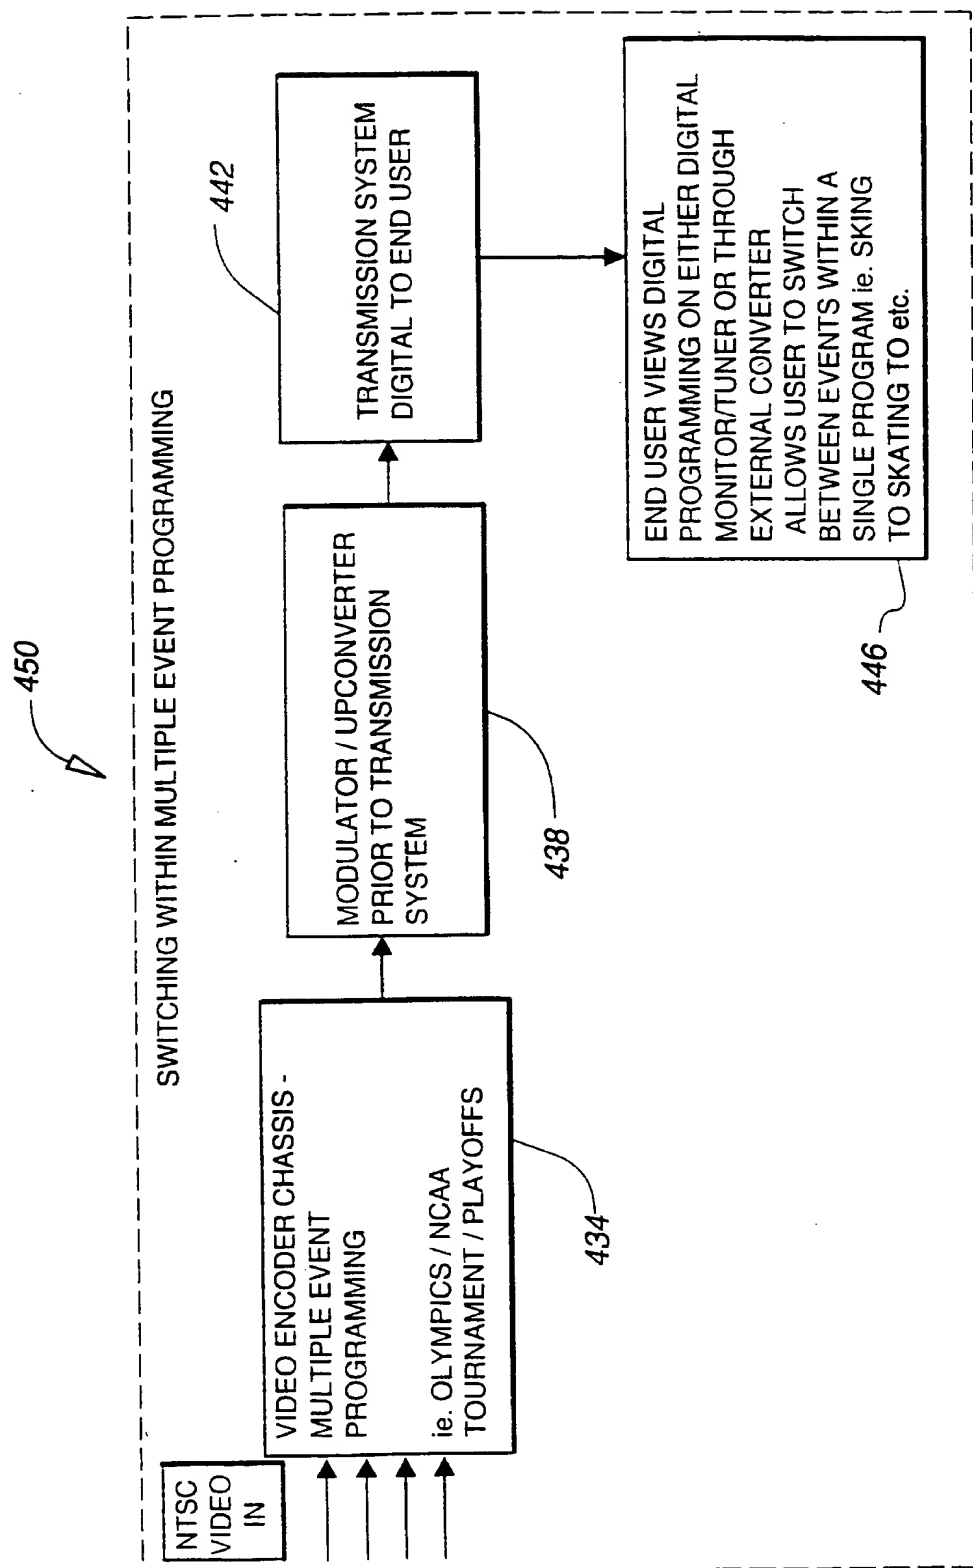 450
SWITCHING WITHIN MULTIPLE EVENT PROGRAMMING
NTSC
VIDEO
IN
VIDEO ENCODER CHASSIS -
MULTIPLE EVENT
PROGRAMMING
ie. OLYMPICS / NCAA
TOURNAMENT / PLAYOFFS
434
MODULATOR / UPCONVERTER
PRIOR TO TRANSMISSION
SYSTEM
438
TRANSMISSION SYSTEM
DIGITAL TO END USER
442
END USER VIEWS DIGITAL
PROGRAMMING ON EITHER DIGITAL
MONITOR/TUNER OR THROUGH
EXTERNAL CONVERTER
ALLOWS USER TO SWITCH
BETWEEN EVENTS WITHIN A
SINGLE PROGRAM ie. SKING
TO SKATING TO etc.
446